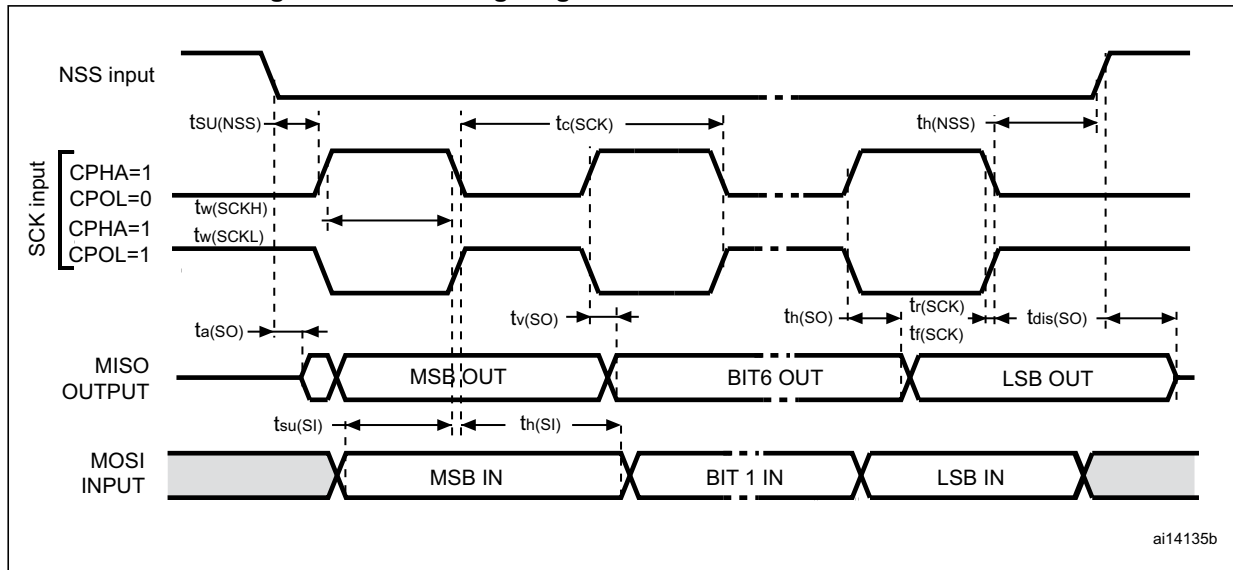 NSS input
tSU(NSS)
tc(SCK)
th(NSS)
SCK input
CPHA=1
CPOL=0
tw(SCKH)
CPHA=1
tw(SCKL)
CPOL=1
ta(SO)
tv(SO)
th(SO)
tr(SCK)
tf(SCK)
tdis(SO)
MISO
OUTPUT
MSB OUT
BIT6 OUT
LSB OUT
tsu(SI)
th(SI)
MOSI
INPUT
MSB IN
BIT 1 IN
LSB IN
ai14135b